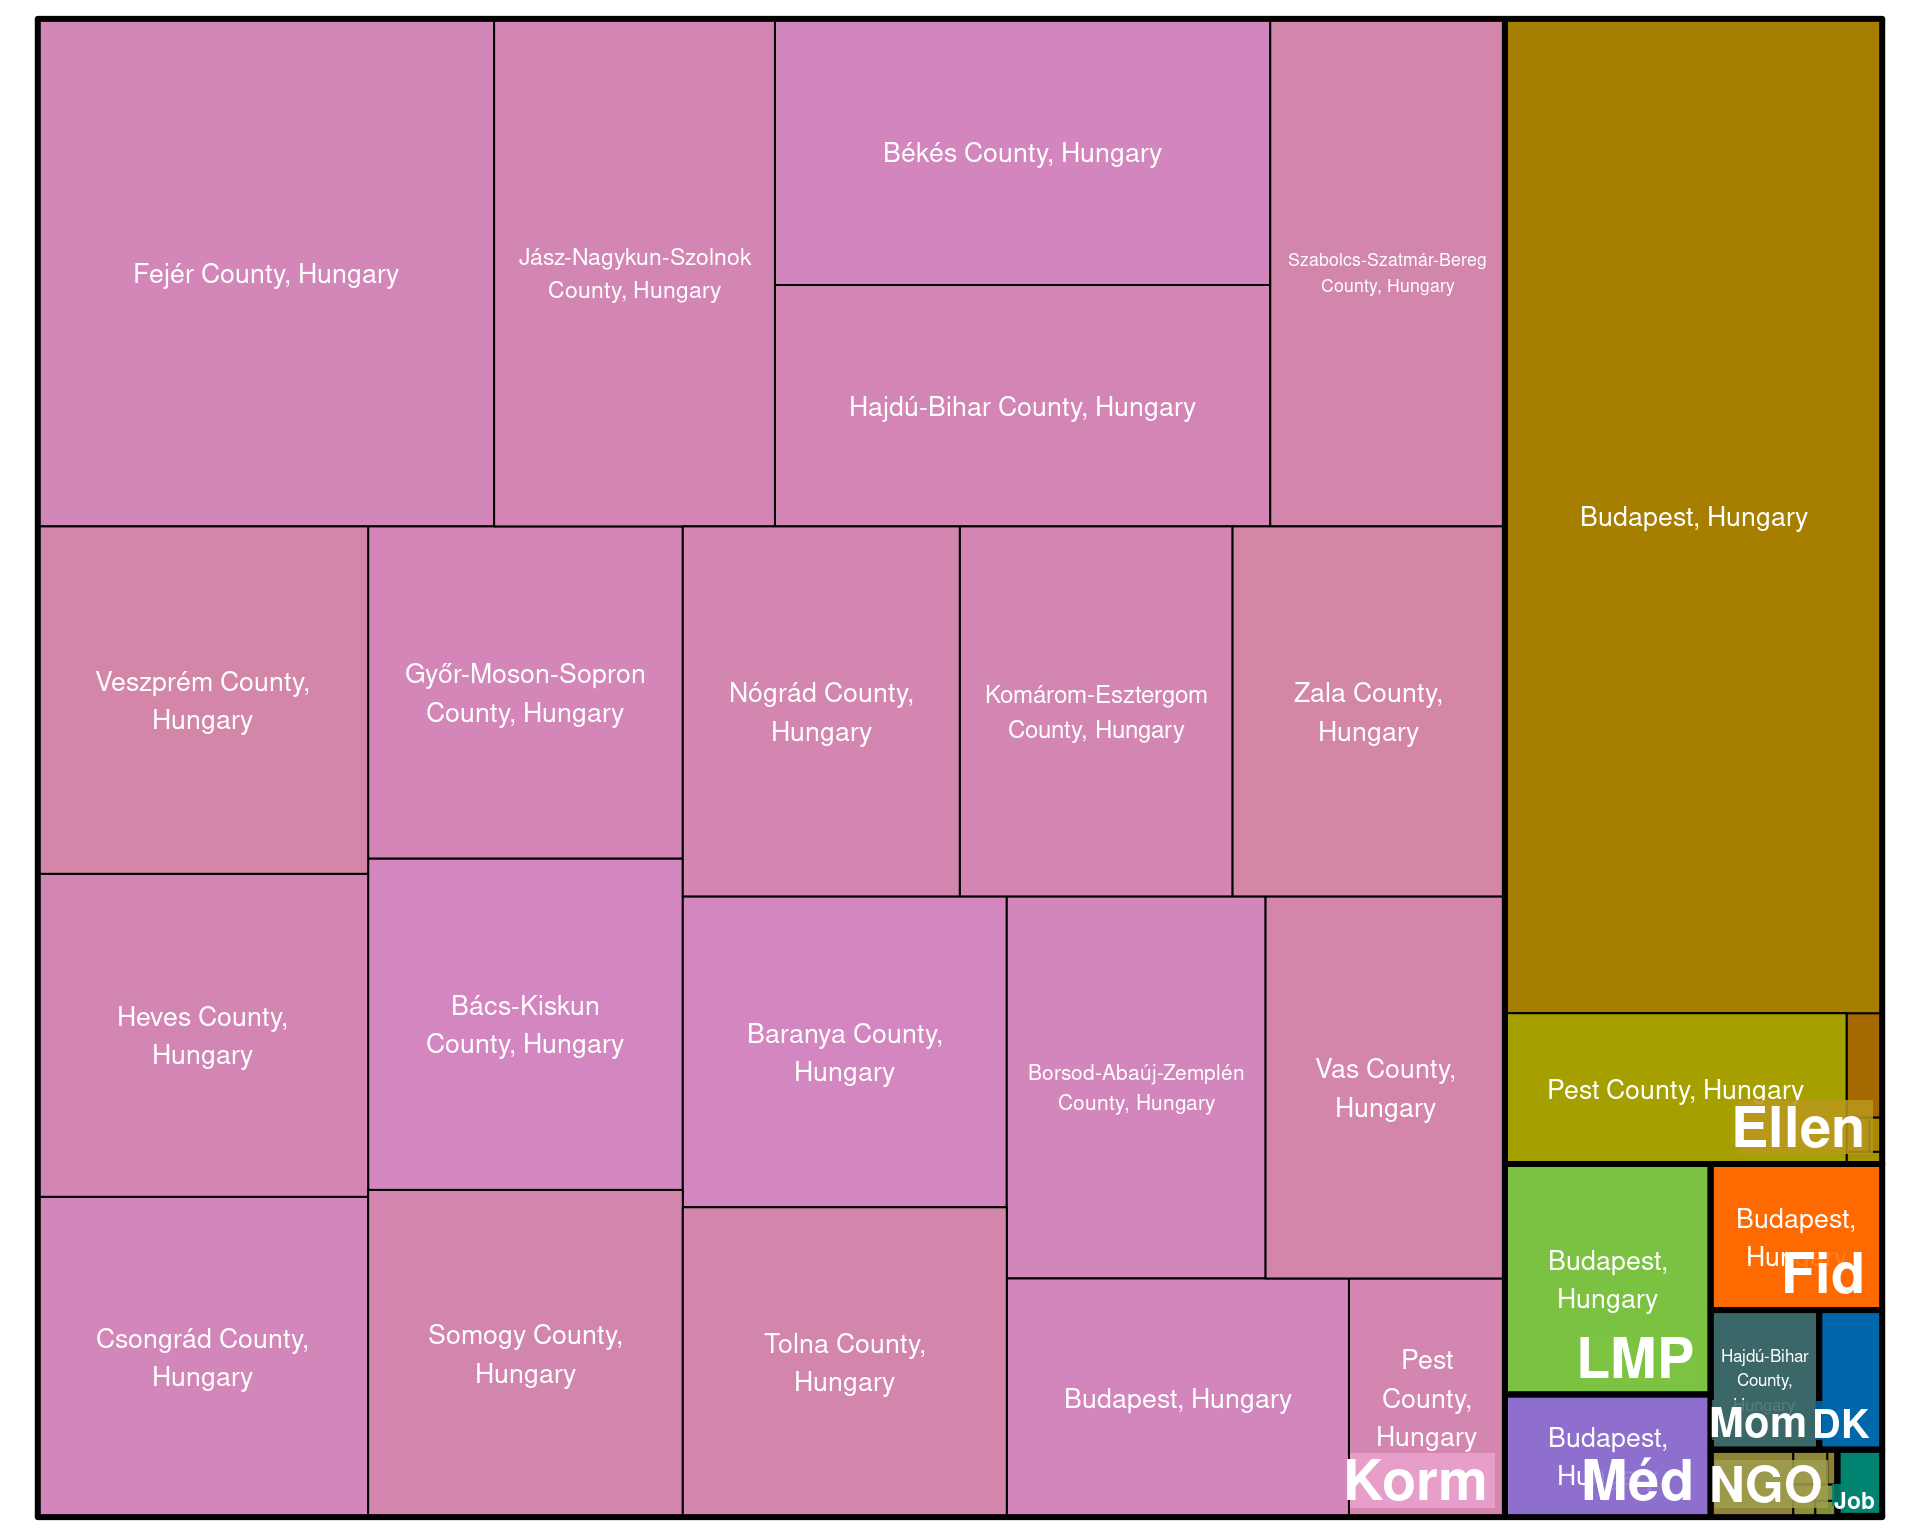 Fejér County, Hungary
Jász-Nagykun-Szolnok
County, Hungary
Békés County, Hungary
Hajdú-Bihar County, Hungary
Szabolcs-Szatmár-Bereg
County, Hungary
Budapest, Hungary
Veszprém County,
Hungary
Győr-Moson-Sopron
County, Hungary
Nógrád County,
Hungary
Komárom-Esztergom
County, Hungary
Zala County,
Hungary
Heves County,
Hungary
Bács-Kiskun
County, Hungary
Baranya County,
Hungary
Borsod-Abaúj-Zemplén
County, Hungary
Vas County,
Hungary
Pest County, Hungary
Ellen
Csongrád County,
Hungary
Somogy County,
Hungary
Tolna County,
Hungary
Budapest, Hungary
Pest
County,
Hungary
Korm
Budapest,
Hungary
LMP
Budapest,
Hungary
Fid
Hajdú-Bihar
County,
Hungary
Mom
DK
Budapest,
Méd
NGO
Job